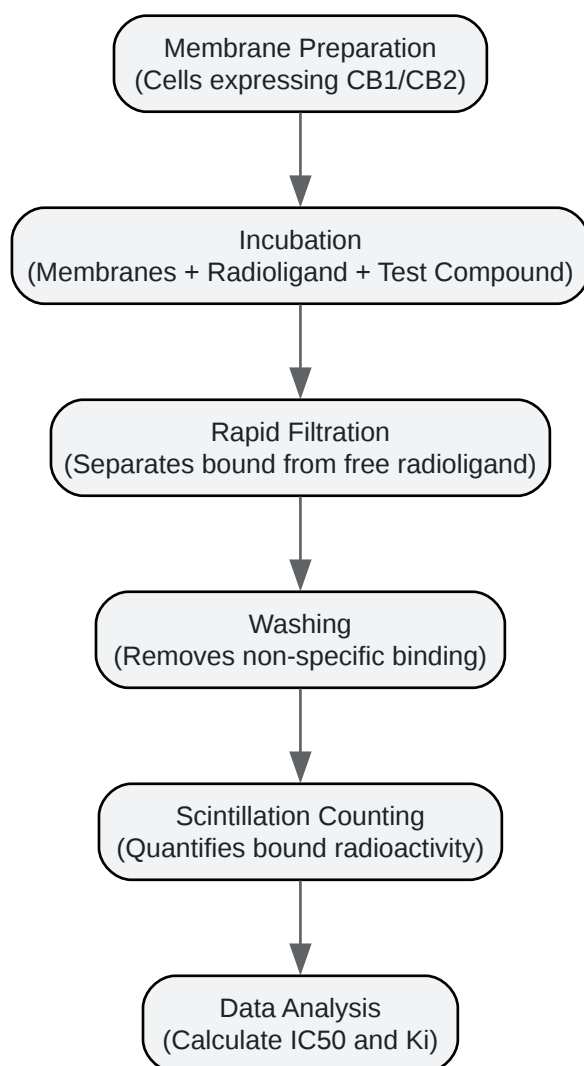 Membrane Preparation
(Cells expressing CB1/CB2)
Incubation
(Membranes + Radioligand + Test Compound)
Rapid Filtration
(Separates bound from free radioligand)
Washing
(Removes non-specific binding)
Scintillation Counting
(Quantifies bound radioactivity)
Data Analysis
(Calculate IC50 and Ki)